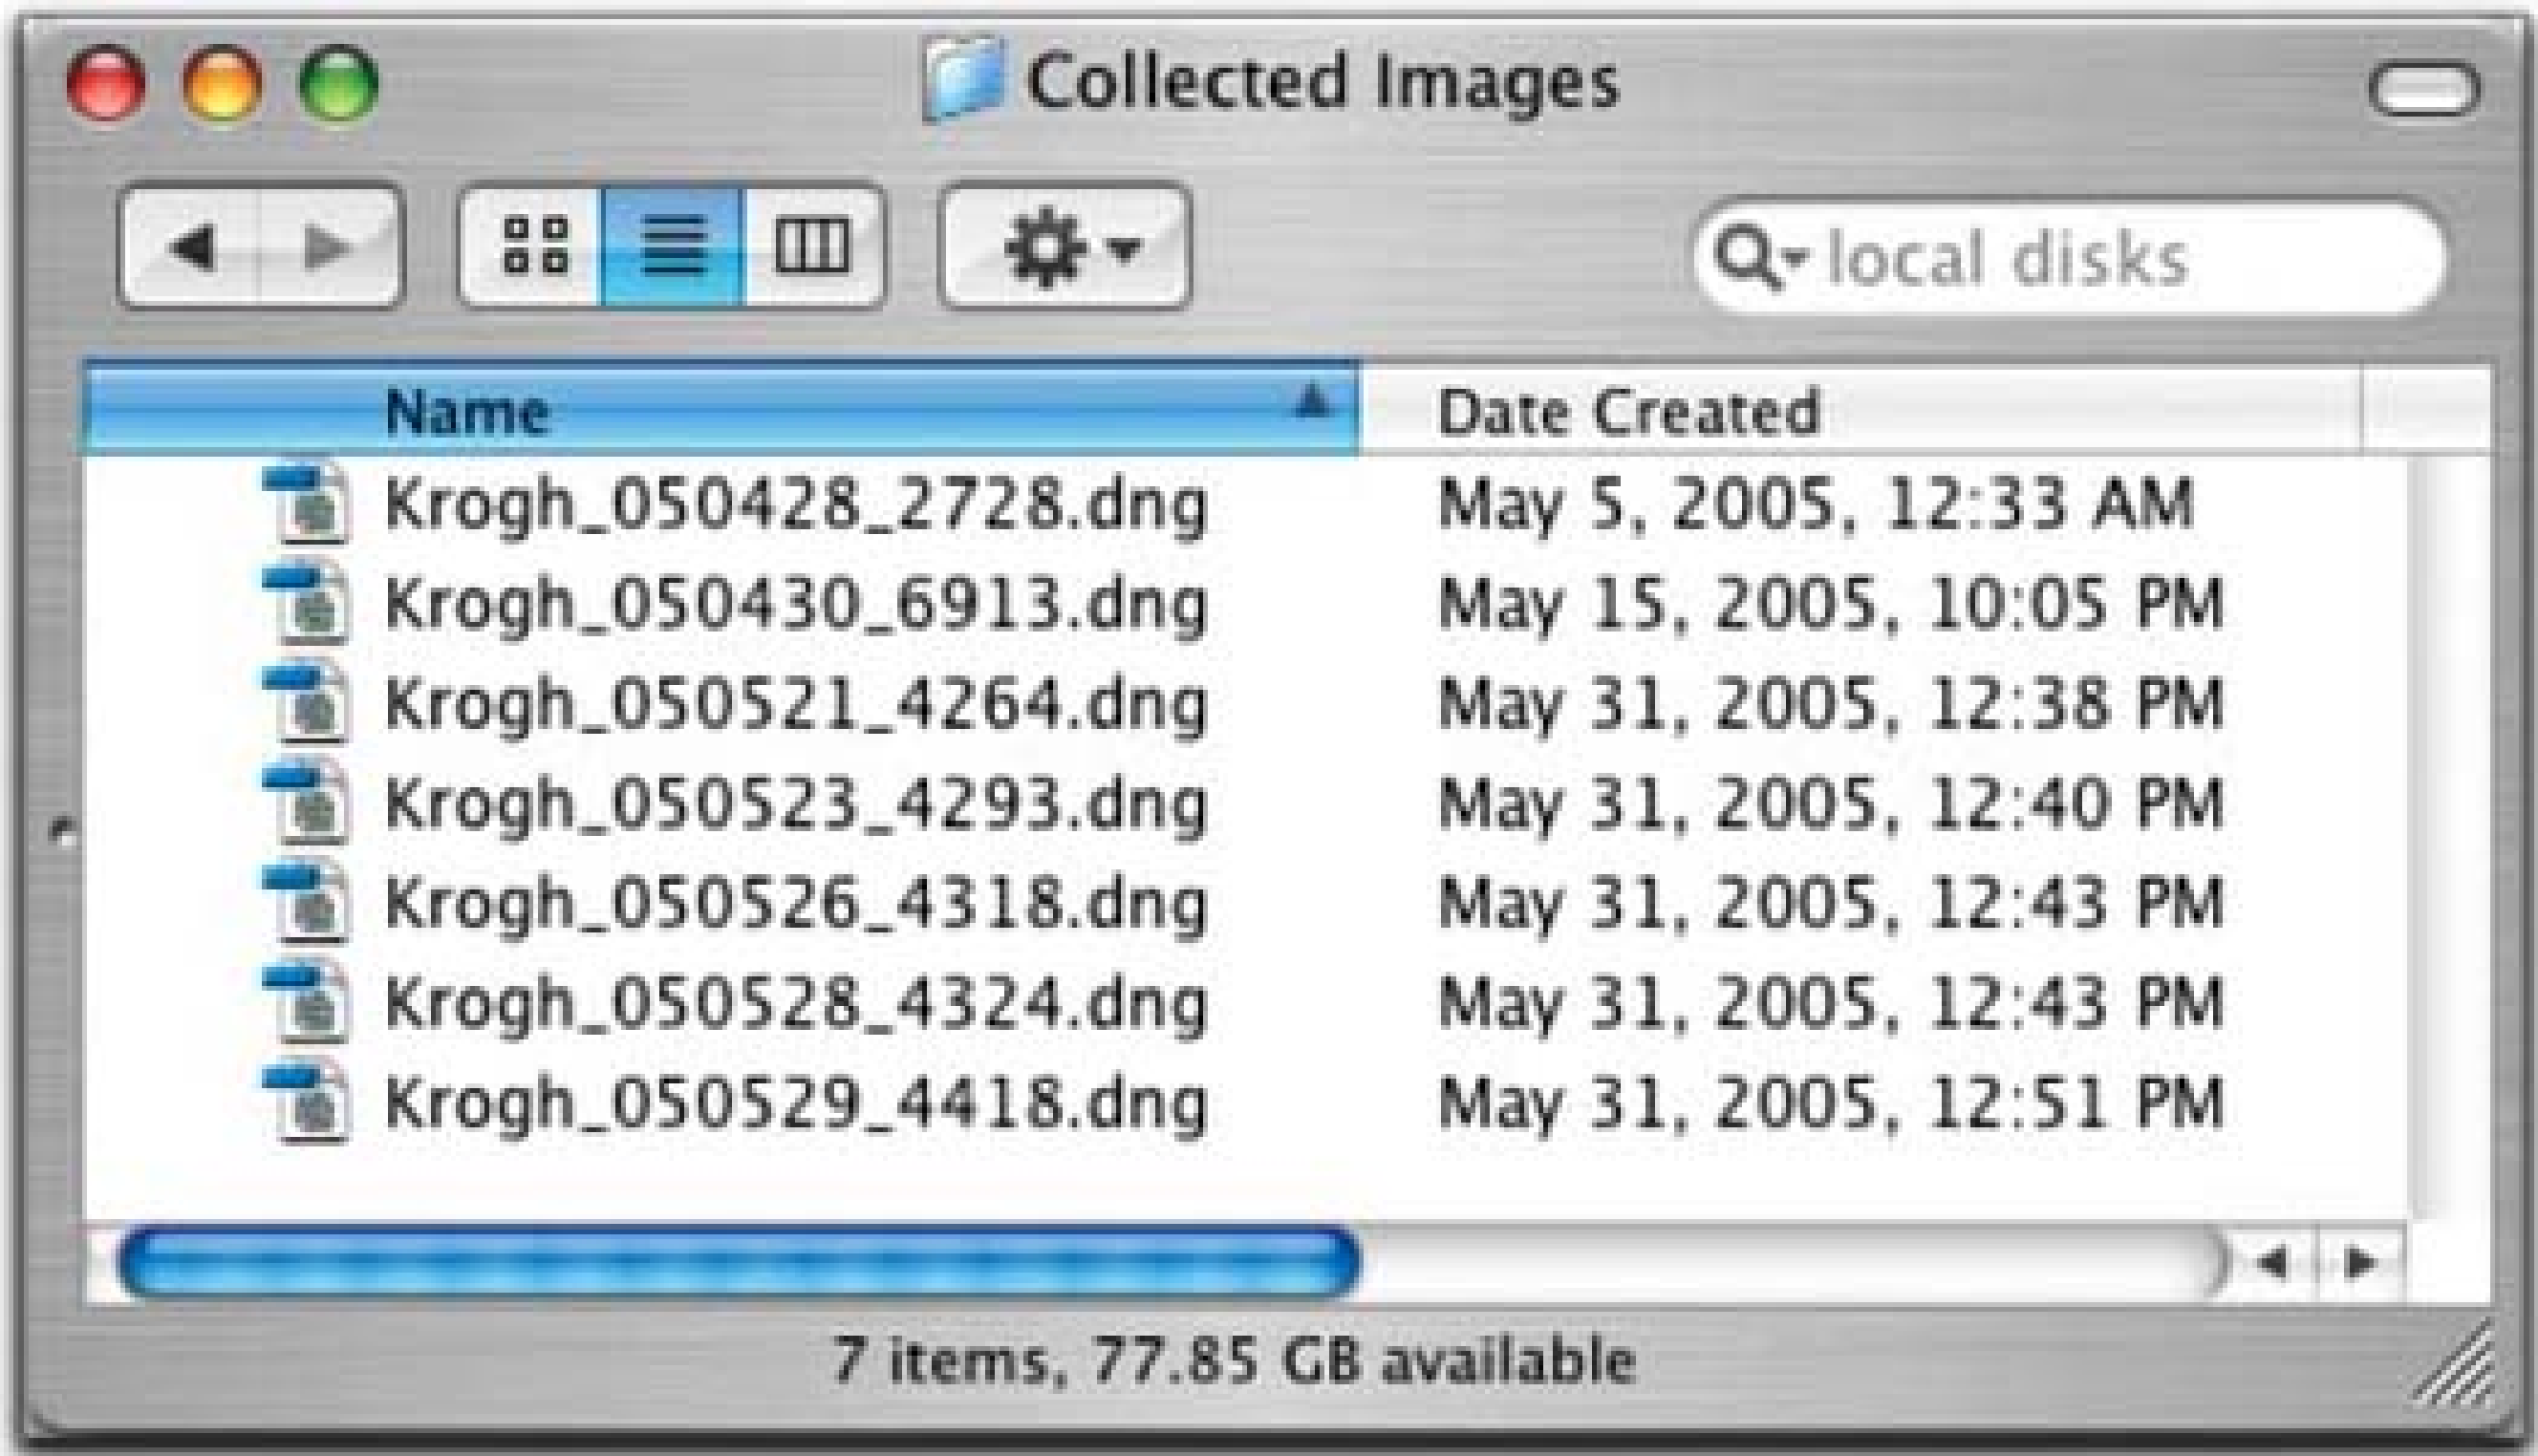 Collected Images
local disks
Name Date Created
Krogh_050428_2728.dng May 5, 2005, 12:33 AM
Krogh_050430_6913.dng May 15, 2005, 10:05 PM
Krogh_050521_4264.dng May 31, 2005, 12:38 PM
Krogh_050523_4293.dng May 31, 2005, 12:40 PM
Krogh_050526_4318.dng May 31, 2005, 12:43 PM
Krogh_050528_4324.dng May 31, 2005, 12:43 PM
Krogh_050529_4418.dng May 31, 2005, 12:51 PM
7 items, 77.85 GB available